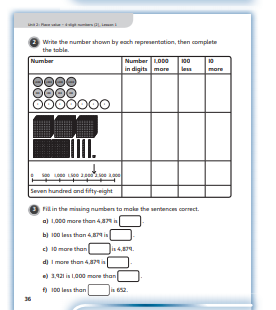 Unit 2: Place value – 4-digit numbers (2), Lesson 1
2 Write the number shown by each representation, then complete
the table.
Number Number in digits 1,000 more 100 less 10 more
0 500 1,000 1,500 2,000 2,500 3,000
Seven hundred and fifty-eight
3 Fill in the missing numbers to make the sentences correct.
a) 1,000 more than 4,879 is .
b) 100 less than 4,879 is .
c) 10 more than is 4,879.
d) 1 more than 4,879 is .
e) 3,921 is 1,000 more than .
f) 100 less than is 652.
36